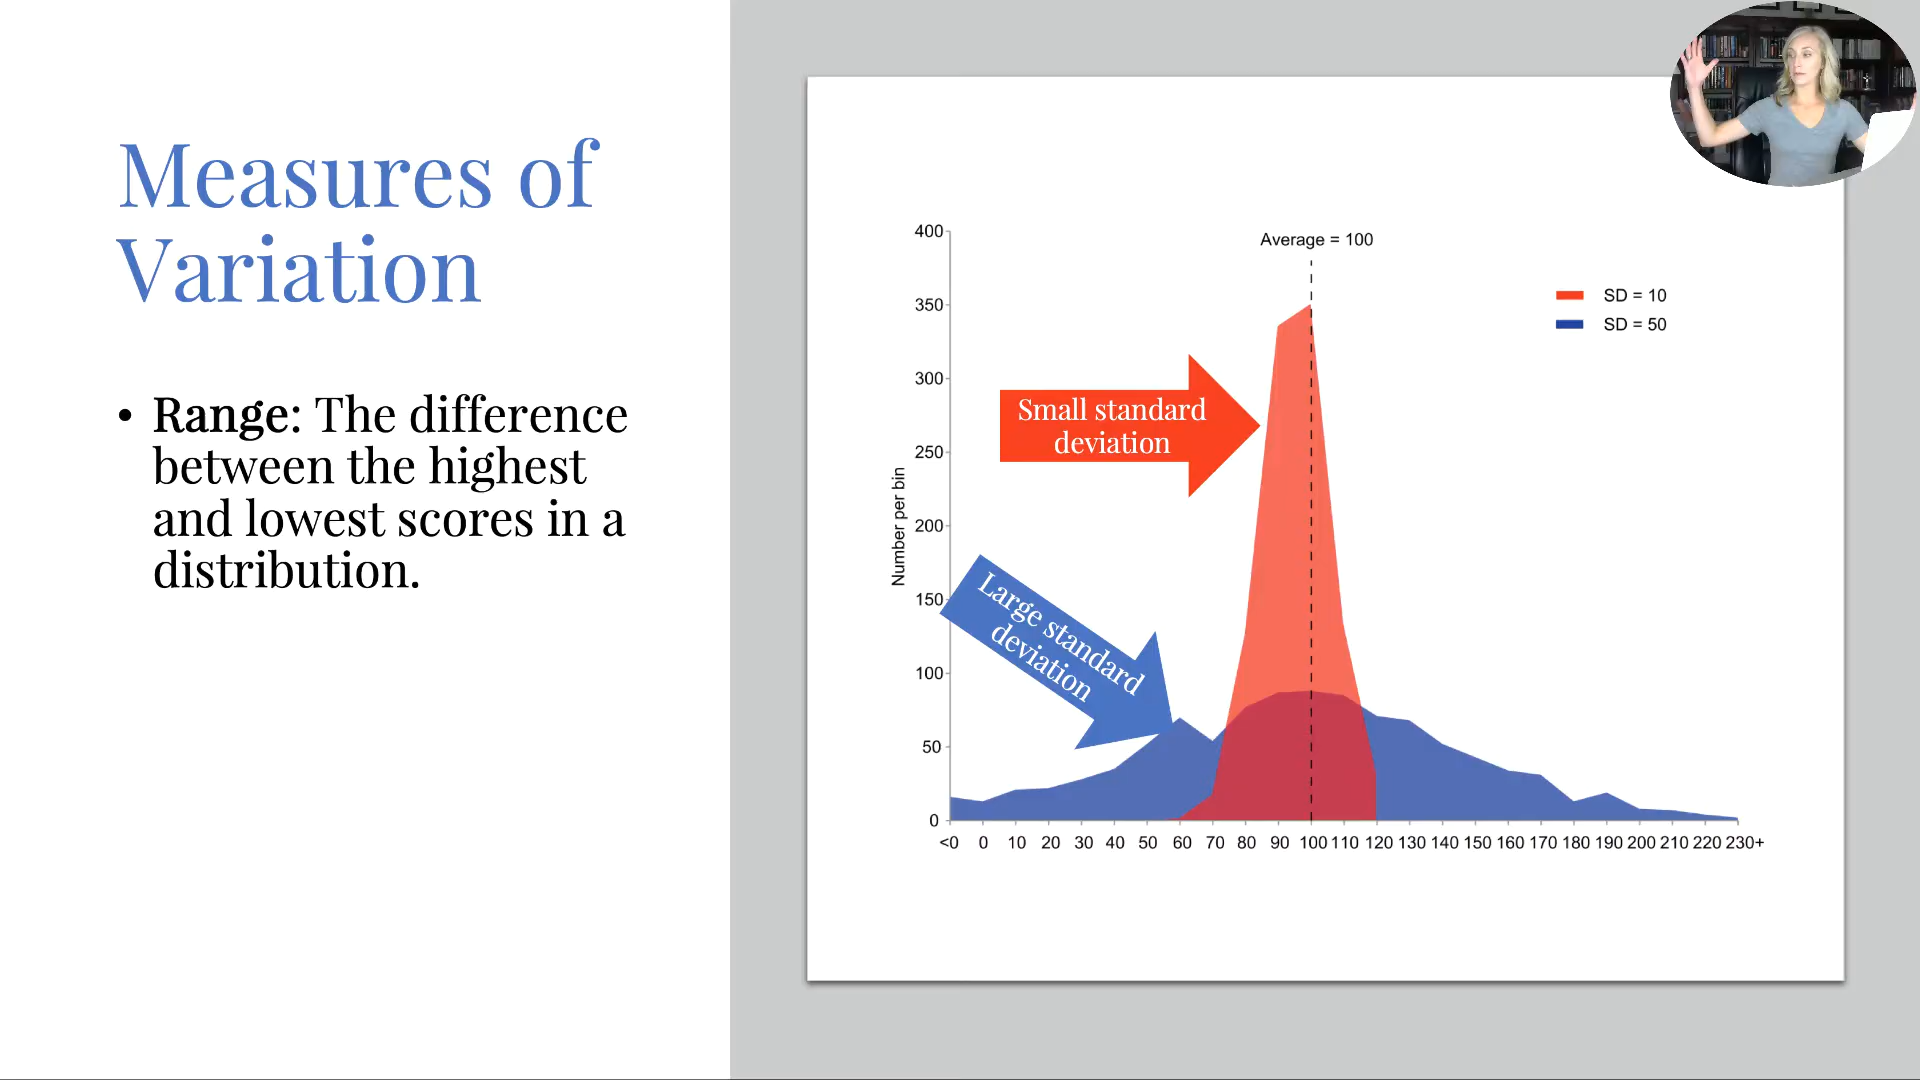 Measures of
Variation
• Range: The difference
between the highest
and lowest scores in a
distribution.
Average = 100
SD = 10
SD = 50
Small standard
deviation
Large standard
deviation
Number per bin
400
350
300
250
200
150
100
50
0
<0 0 10 20 30 40 50 60 70 80 90 100 110 120 130 140 150 160 170 180 190 200 210 220 230+